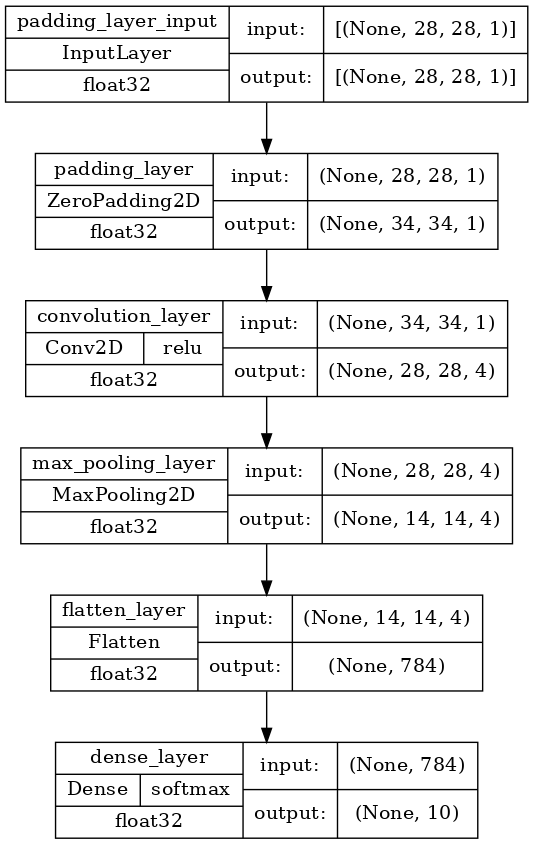 padding_layer_input
InputLayer
float32
input:
[(None, 28, 28, 1)]
output:
[(None, 28, 28, 1)]
padding_layer
ZeroPadding2D
float32
input:
(None, 28, 28, 1)
output:
(None, 34, 34, 1)
convolution_layer
Conv2D relu
float32
input:
(None, 34, 34, 1)
output:
(None, 28, 28, 4)
max_pooling_layer
MaxPooling2D
float32
input:
(None, 28, 28, 4)
output:
(None, 14, 14, 4)
flatten_layer
Flatten
float32
input:
(None, 14, 14, 4)
output:
(None, 784)
dense_layer
Dense softmax
float32
input:
(None, 784)
output:
(None, 10)